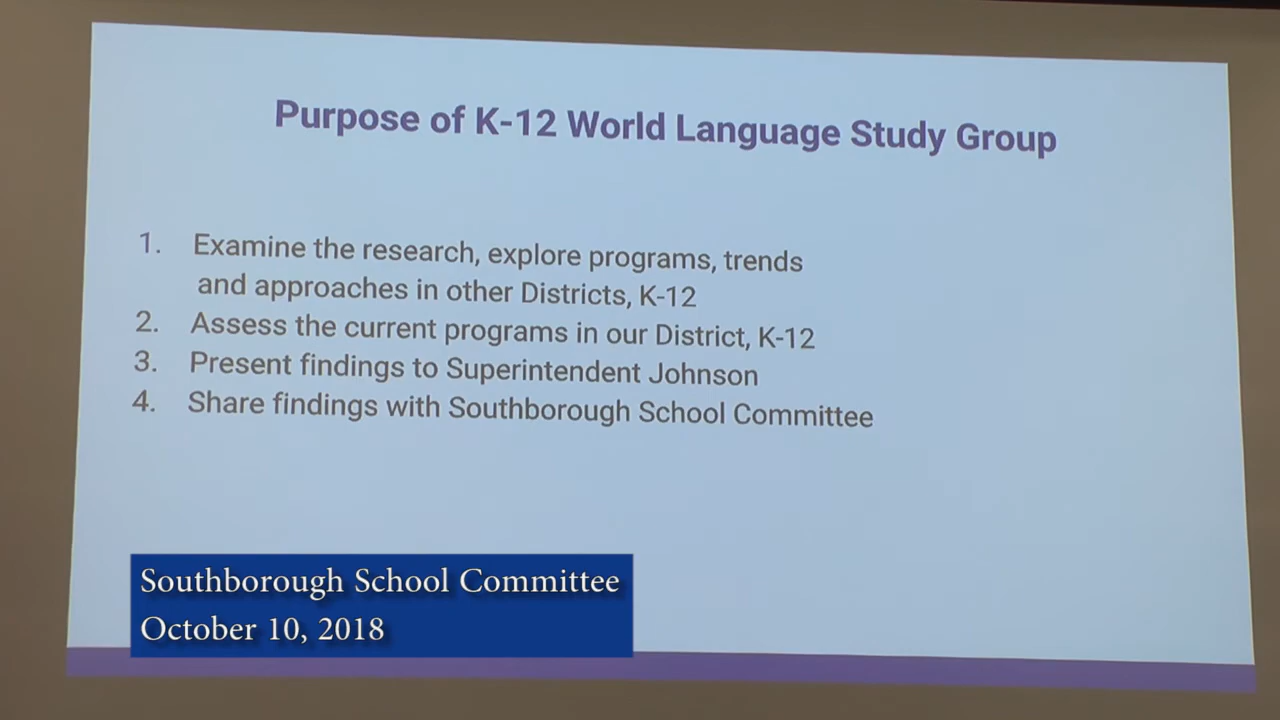 Purpose of K-12 World Language Study Group
1. Examine the research, explore programs, trends
and approaches in other Districts, K-12
2. Assess the current programs in our District, K-12
3. Present findings to Superintendent Johnson
4. Share findings with Southborough School Committee
Southborough School Committee
October 10, 2018